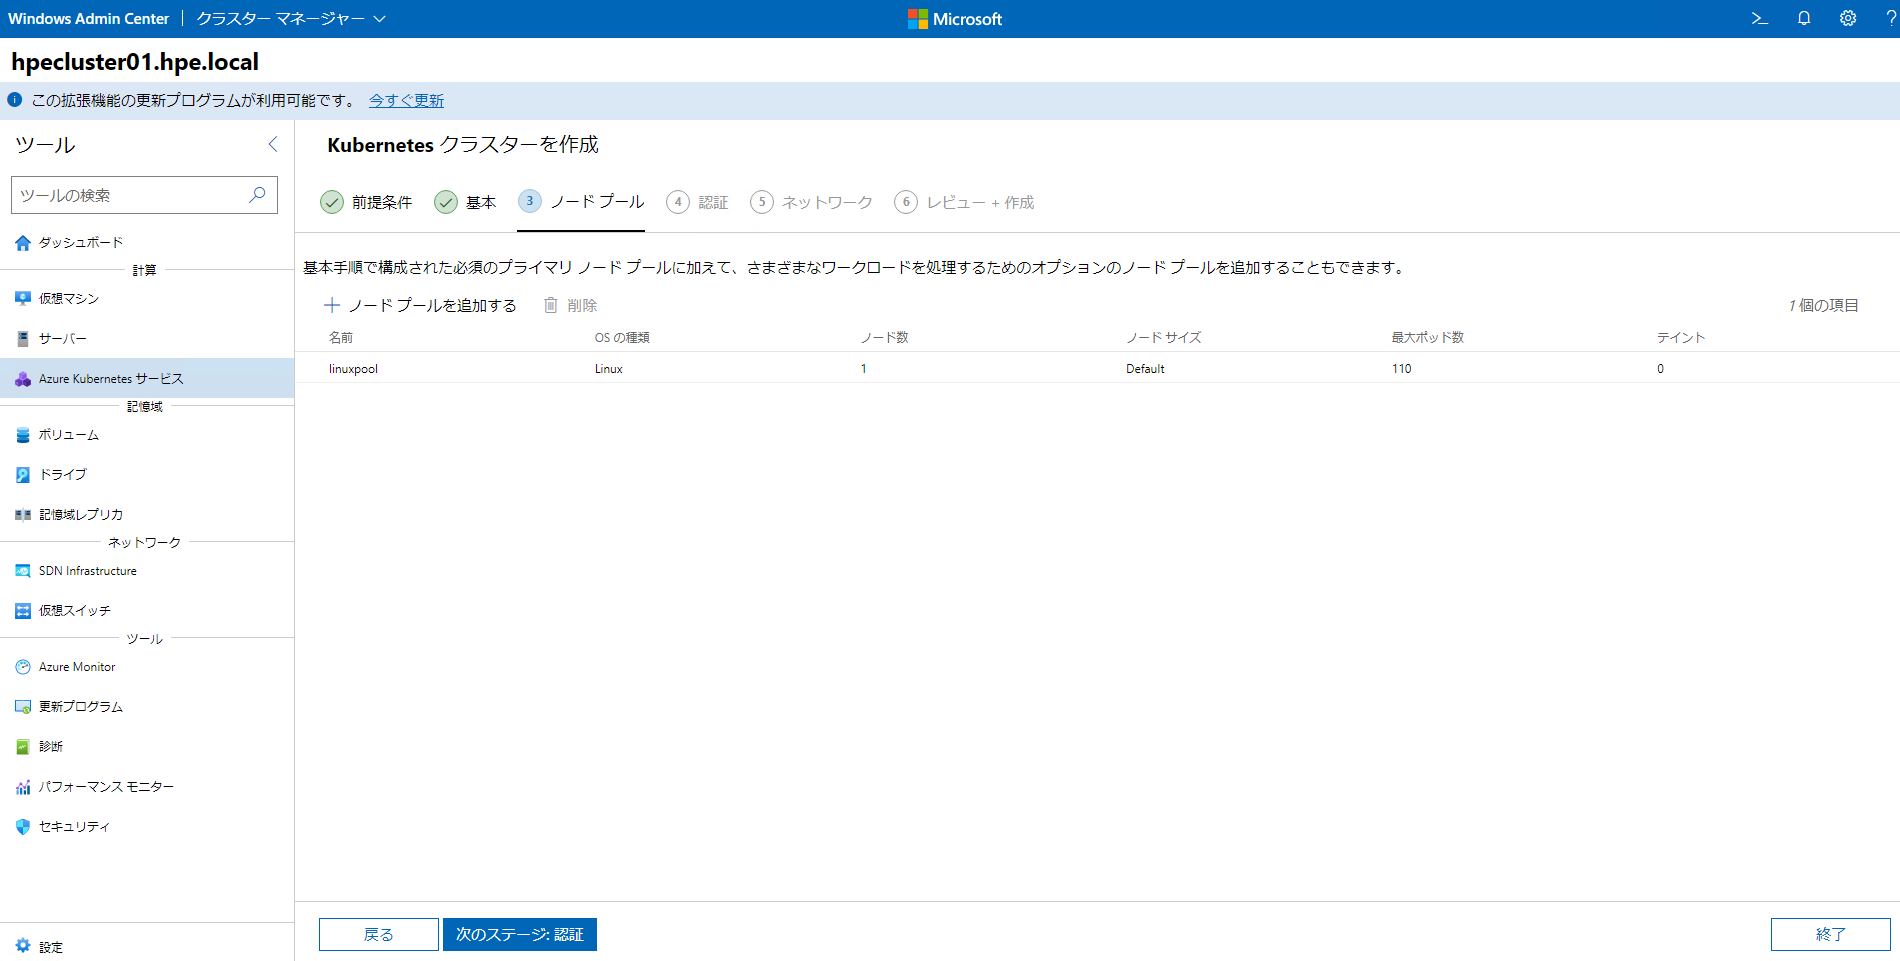 Windows Admin Center | クラスター マネージャー
Microsoft
?
hpecluster01.hpe.local
この拡張機能の更新プログラムが利用可能です。 今すぐ更新
ツール
ツールの検索
ダッシュボード
計算
仮想マシン
サーバー
Azure Kubernetes サービス
記憶域
ボリューム
ドライブ
記憶域レプリカ
ネットワーク
SDN Infrastructure
仮想スイッチ
ツール
Azure Monitor
更新プログラム
診断
パフォーマンス モニター
セキュリティ
設定
Kubernetes クラスターを作成
前提条件 基本 3 ノード プール 4 認証 5 ネットワーク 6 レビュー + 作成
基本手順で構成された必須のプライマリ ノード プールに加えて、さまざまなワークロードを処理するためのオプションのノード プールを追加することもできます。
ノード プールを追加する 削除 1 個の項目
名前 OS の種類 ノード数 ノード サイズ 最大ポッド数 テイント
linuxpool Linux 1 Default 110 0
戻る 次のステージ: 認証 終了